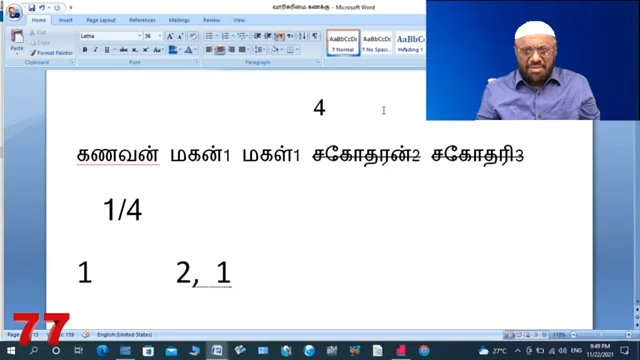 வாரிசுரிமை கணக்கு - Microsoft Word
Home Insert Page Layout References Mailings Review View
Paste Cut Copy Format Painter
Latha 36
AaBbCcDc AaBbCcDc AaBbC
¶ Normal ¶ No Spaci... Heading 1
Clipboard Font Paragraph
4
கணவன் மகன்1 மகள்1 சகோதரன்2 சகோதரி3
1/4
1 2, 1
77
English (United States) 110%
27°C 9:49 PM
11/22/2021